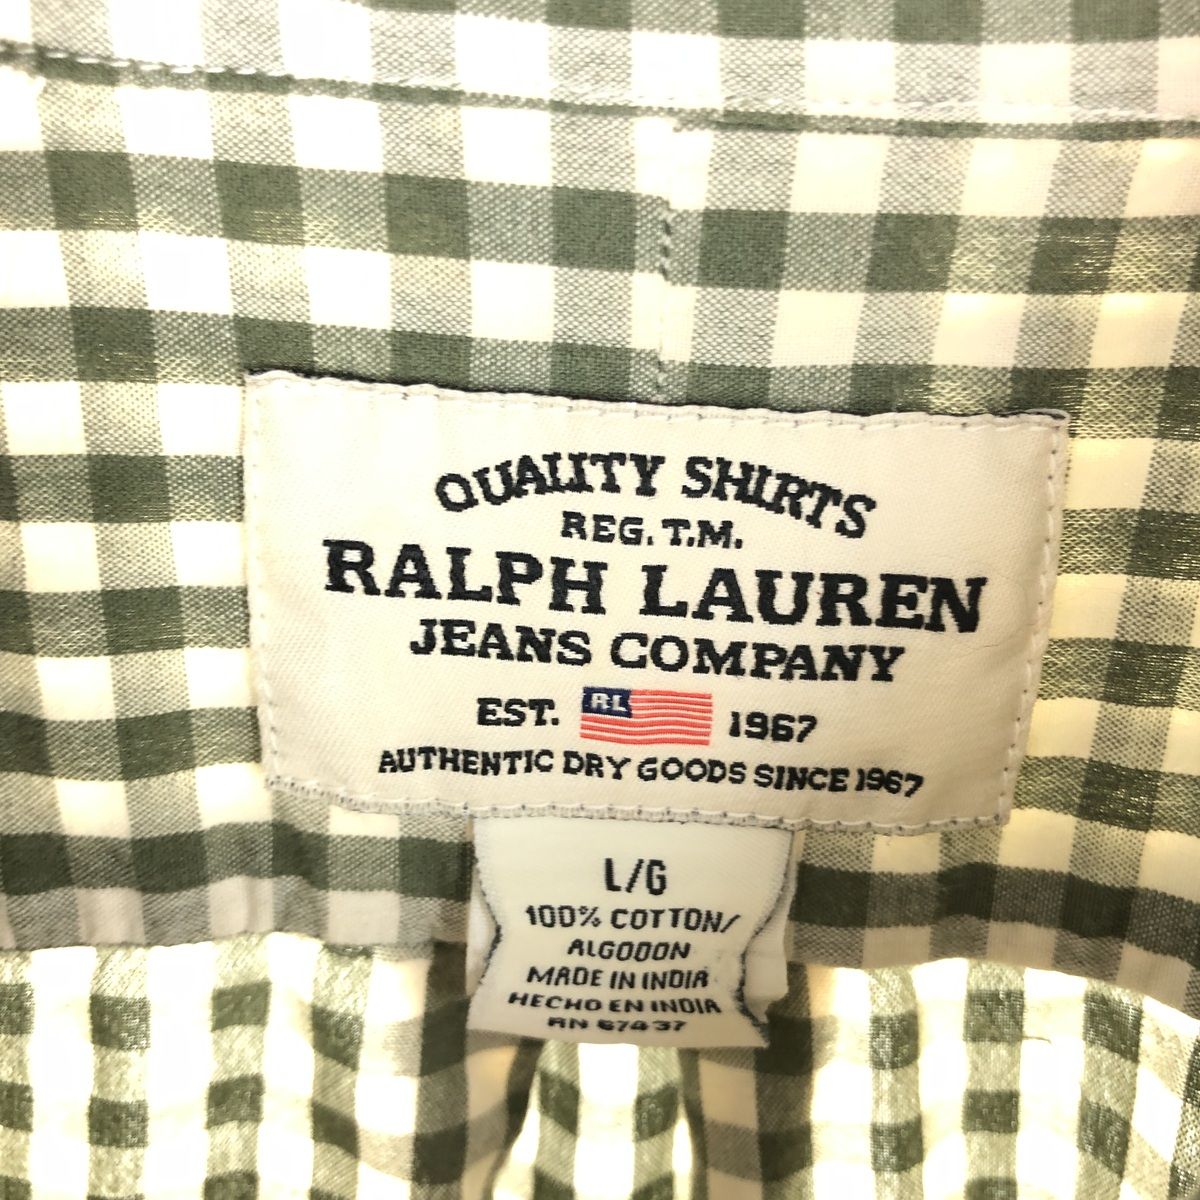 QUALITY SHIRTS
REG. T.M.
RALPH LAUREN
JEANS COMPANY
EST. RL 1967
AUTHENTIC DRY GOODS SINCE 1967
L/G
100% COTTON/
ALGODON
MADE IN INDIA
HECHO EN INDIA
RN 67437